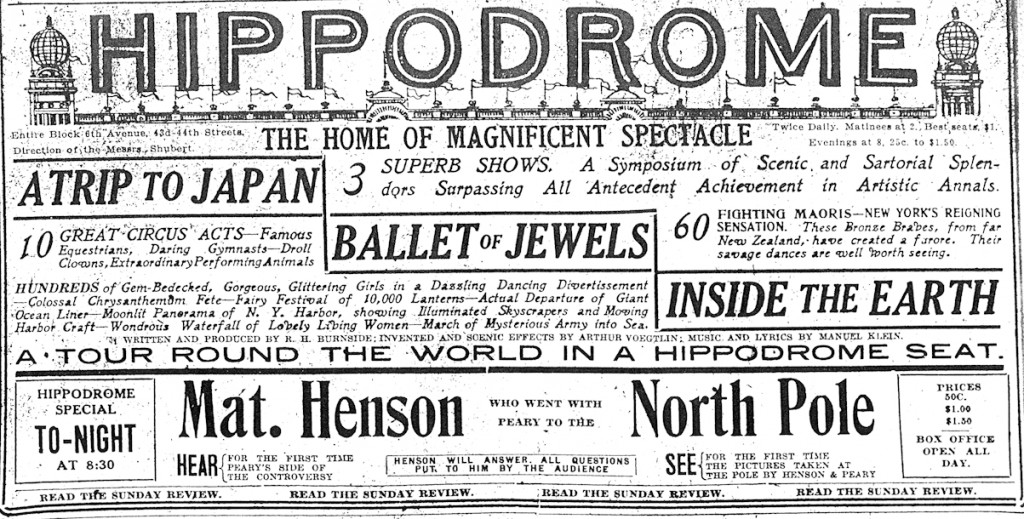 HIPPODROME
Entire Block 6th Avenue, 43d-44th Streets.
Direction of the Messrs. Shubert.
THE HOME OF MAGNIFICENT SPECTACLE
Twice Daily. Matinees at 2. Best seats, $1.
Evenings at 8, 25c. to $1.50.
A TRIP TO JAPAN
3 SUPERB SHOWS. A Symposium of Scenic and Sartorial Splen-
dors Surpassing All Antecedent Achievement in Artistic Annals.
10 GREAT CIRCUS ACTS—Famous
Equestrians, Daring Gymnasts—Droll
Clowns, Extraordinary Performing Animals
BALLET OF JEWELS
60 FIGHTING MAORIS—NEW YORK'S REIGNING
SENSATION. These Bronze Braves, from far
New Zealand, have created a furore. Their
savage dances are well worth seeing.
HUNDREDS of Gem-Bedecked, Gorgeous, Glittering Girls in a Dazzling Dancing Divertissement
—Colossal Chrysanthemum Fete—Fairy Festival of 10,000 Lanterns—Actual Departure of Giant
Ocean Liner—Moonlit Panorama of N. Y. Harbor, showing Illuminated Skyscrapers and Moving
Harbor Craft—Wondrous Waterfall of Lovely Living Women—March of Mysterious Army into Sea.
INSIDE THE EARTH
WRITTEN AND PRODUCED BY R. H. BURNSIDE; INVENTED AND SCENIC EFFECTS BY ARTHUR VOEGTLIN; MUSIC AND LYRICS BY MANUEL KLEIN.
A TOUR ROUND THE WORLD IN A HIPPODROME SEAT.
HIPPODROME
SPECIAL
TO-NIGHT
AT 8:30
Mat. Henson
WHO WENT WITH
PEARY TO THE
North Pole
HEAR FOR THE FIRST TIME
PEARY'S SIDE OF
THE CONTROVERSY
HENSON WILL ANSWER ALL QUESTIONS
PUT TO HIM BY THE AUDIENCE
SEE FOR THE FIRST TIME
THE PICTURES TAKEN AT
THE POLE BY HENSON & PEARY
PRICES
50C.
$1.00
$1.50
BOX OFFICE
OPEN ALL
DAY.
READ THE SUNDAY REVIEW. READ THE SUNDAY REVIEW. READ THE SUNDAY REVIEW. READ THE SUNDAY REVIEW.